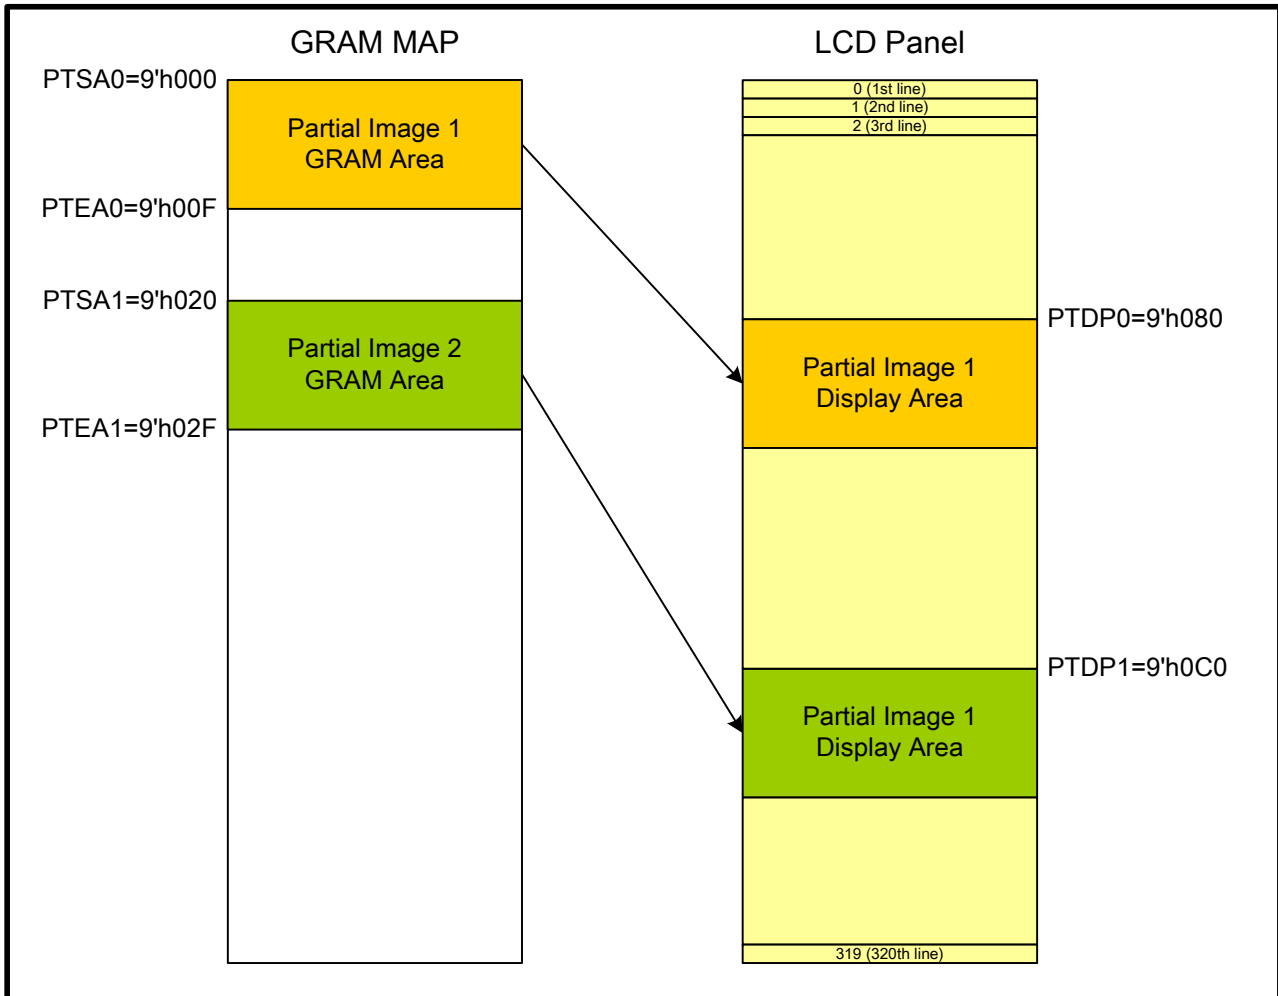 GRAM MAP
LCD Panel
PTSA0=9'h000
0 (1st line)
1 (2nd line)
2 (3rd line)
Partial Image 1
GRAM Area
PTEA0=9'h00F
PTSA1=9'h020
PTDP0=9'h080
Partial Image 2
GRAM Area
Partial Image 1
Display Area
PTEA1=9'h02F
PTDP1=9'h0C0
Partial Image 1
Display Area
319 (320th line)